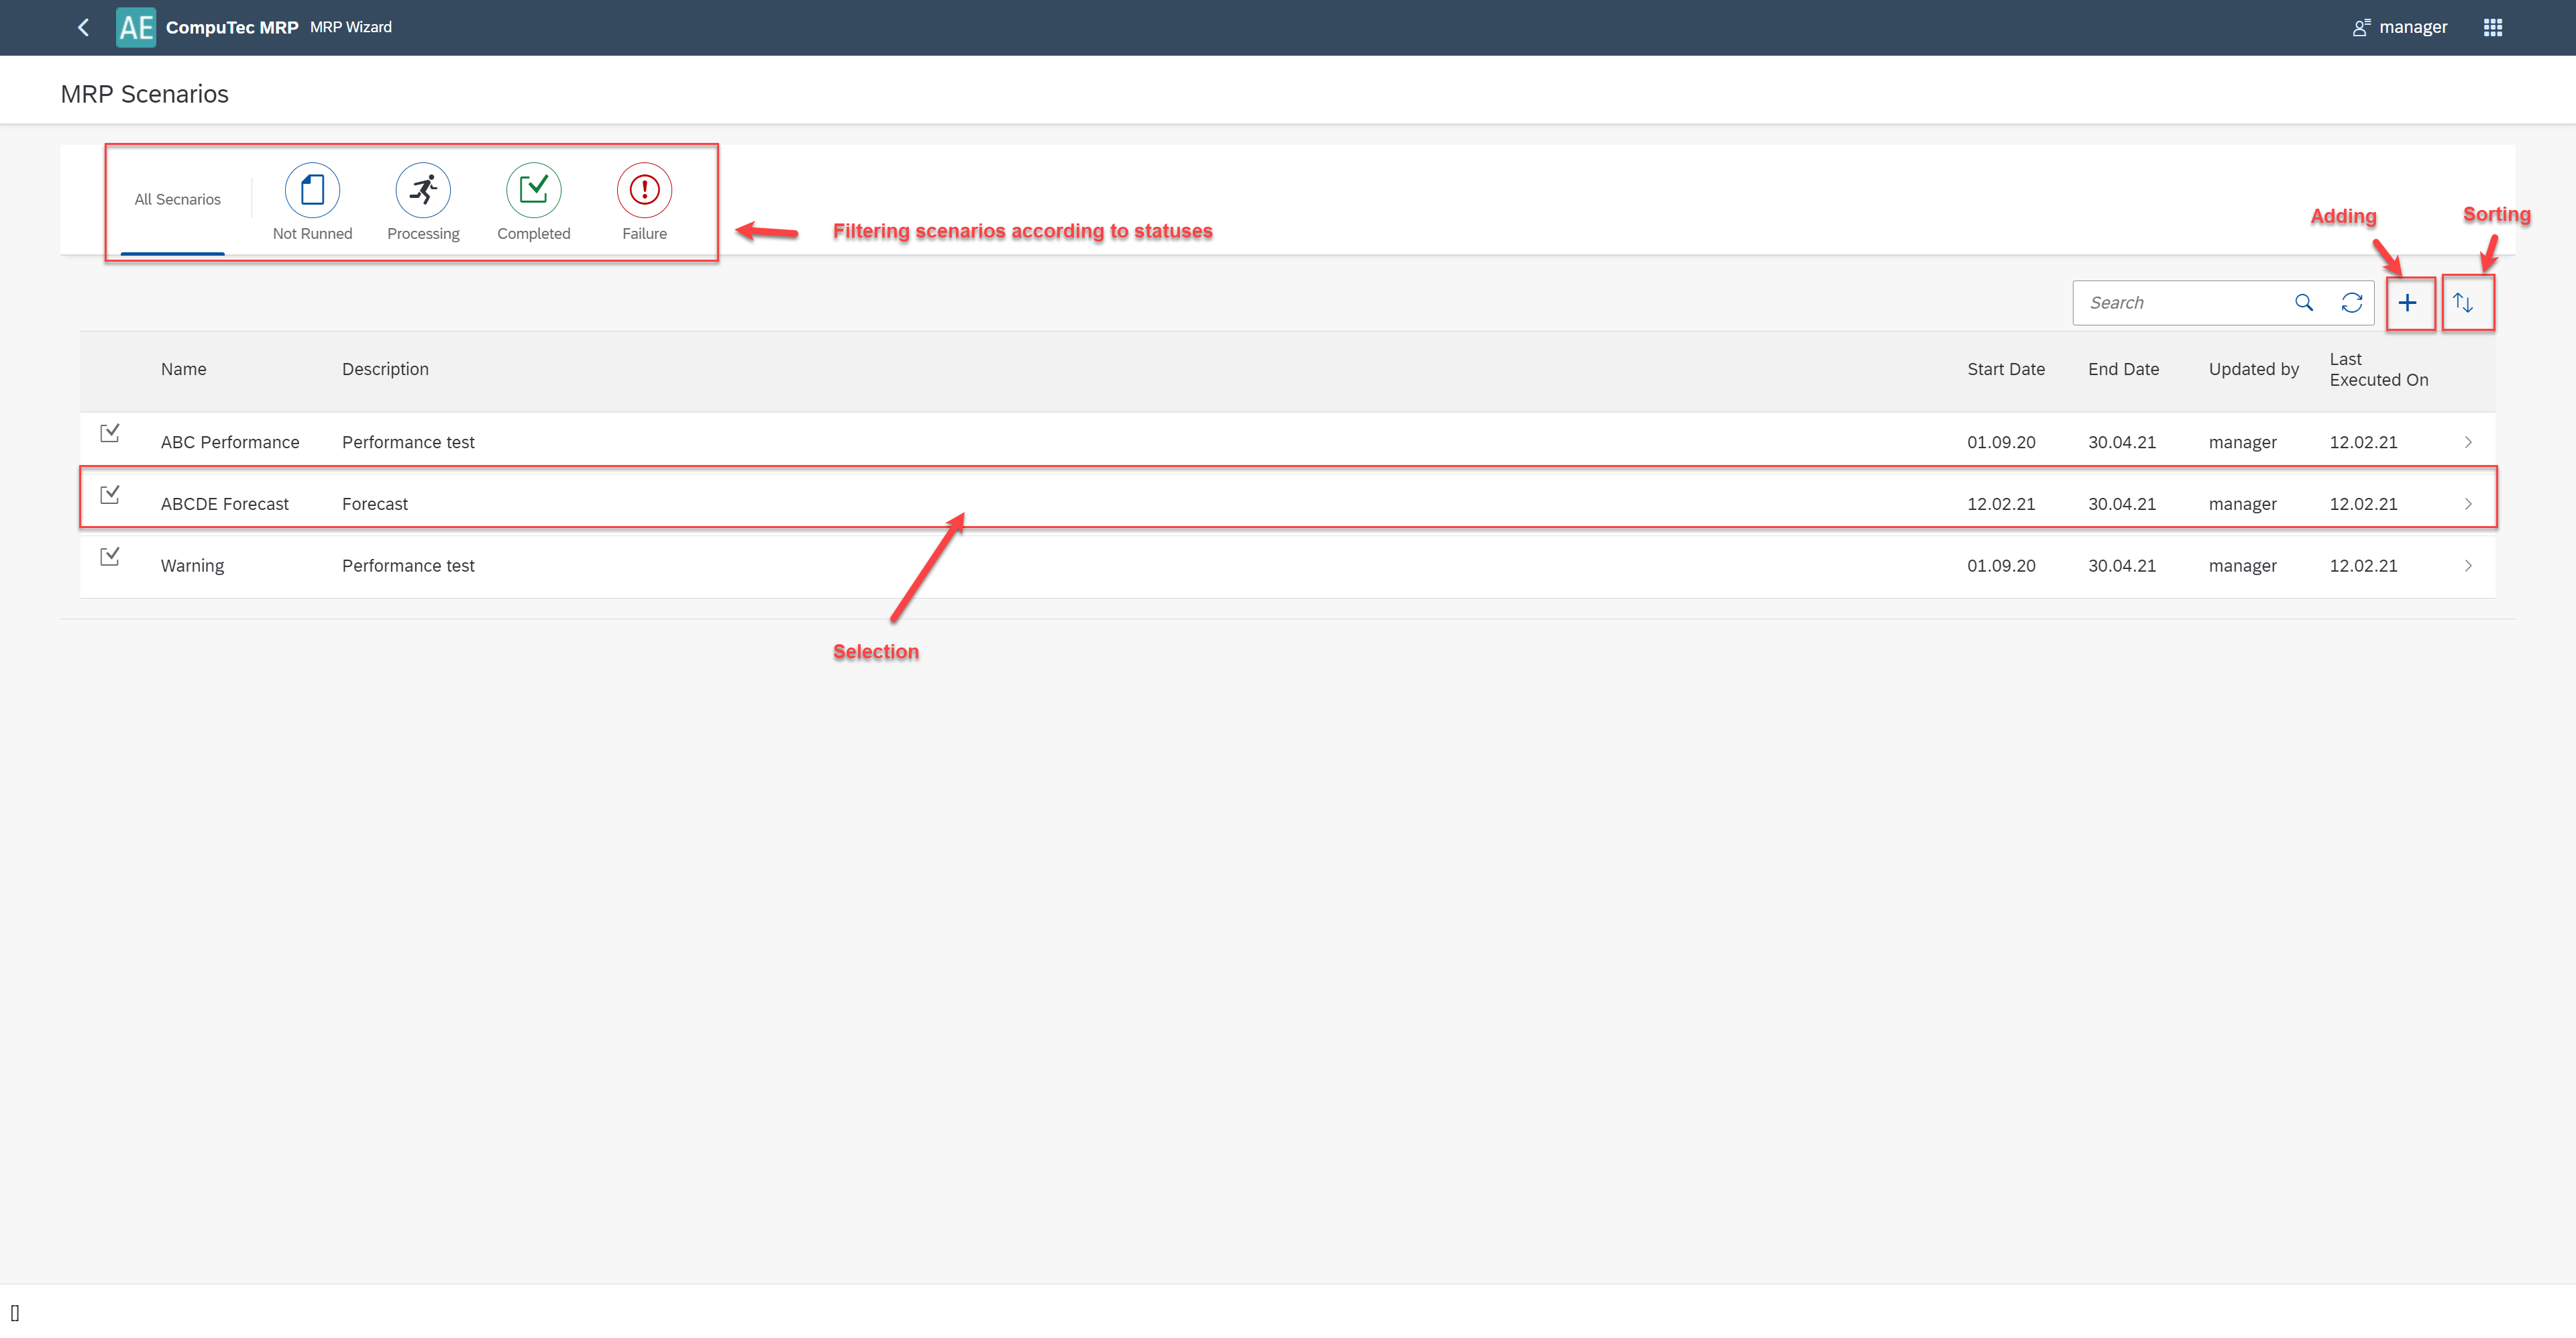 AE CompuTec MRP MRP Wizard manager
MRP Scenarios
All Secnarios
Not Runned
Processing
Completed
Failure
Filtering scenarios according to statuses
Adding
Sorting
Search
Name Description Start Date End Date Updated by Last
Executed On
ABC Performance Performance test 01.09.20 30.04.21 manager 12.02.21
ABCDE Forecast Forecast 12.02.21 30.04.21 manager 12.02.21
Warning Performance test 01.09.20 30.04.21 manager 12.02.21
Selection